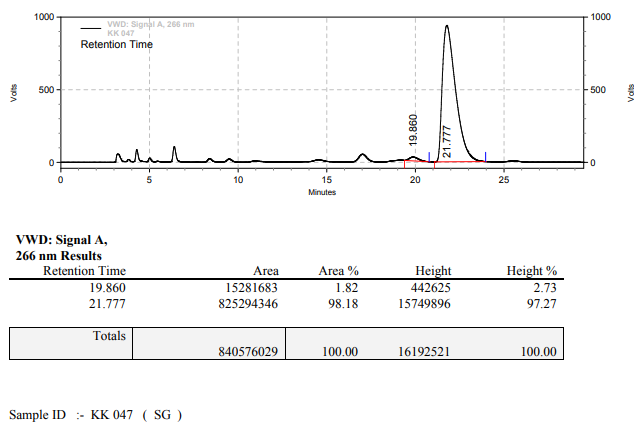 VWD: Signal A, 266 nm
KK 047
Retention Time
1000
500
0
Volts
19.860
21.777
1000
500
0
Volts
0 5 10 15 20 25
Minutes
VWD: Signal A,
266 nm Results
Retention Time Area Area % Height Height %
19.860 15281683 1.82 442625 2.73
21.777 825294346 98.18 15749896 97.27
Totals
840576029 100.00 16192521 100.00
Sample ID :- KK 047 ( SG )